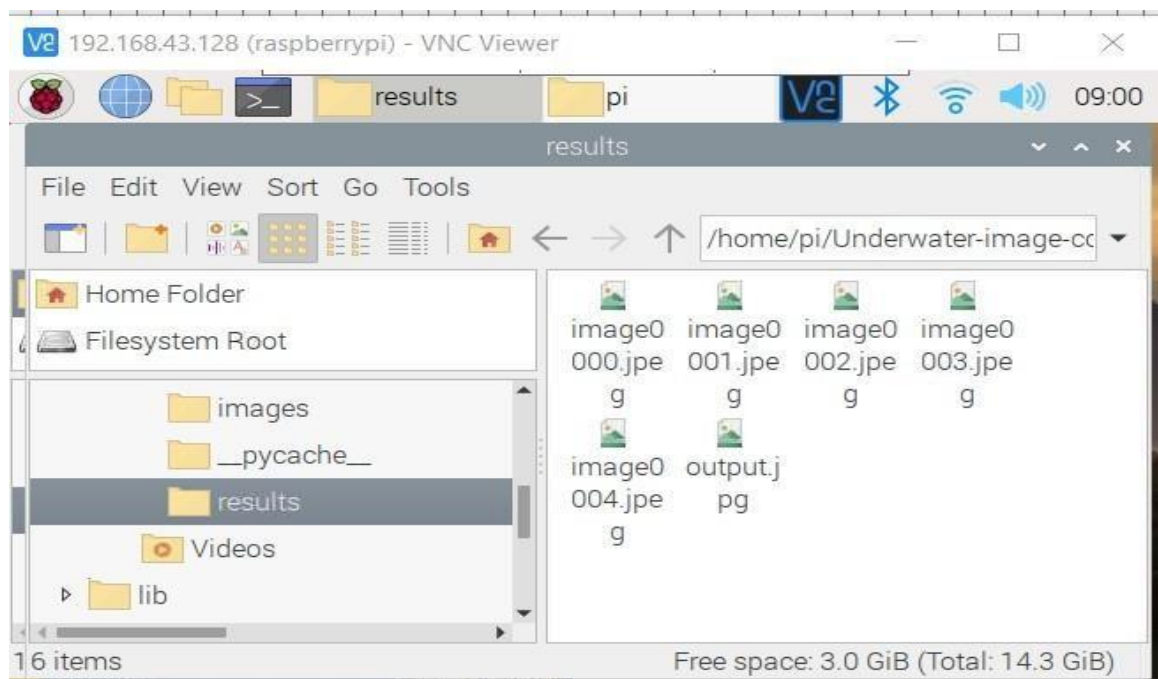 192.168.43.128 (raspberrypi) - VNC Viewer
results
pi
09:00
results
File Edit View Sort Go Tools
/home/pi/Underwater-image-cc
Home Folder
Filesystem Root
images
__pycache__
results
Videos
lib
image0
000.jpe
g
image0
001.jpe
g
image0
002.jpe
g
image0
003.jpe
g
image0
004.jpe
g
output.j
pg
16 items
Free space: 3.0 GiB (Total: 14.3 GiB)